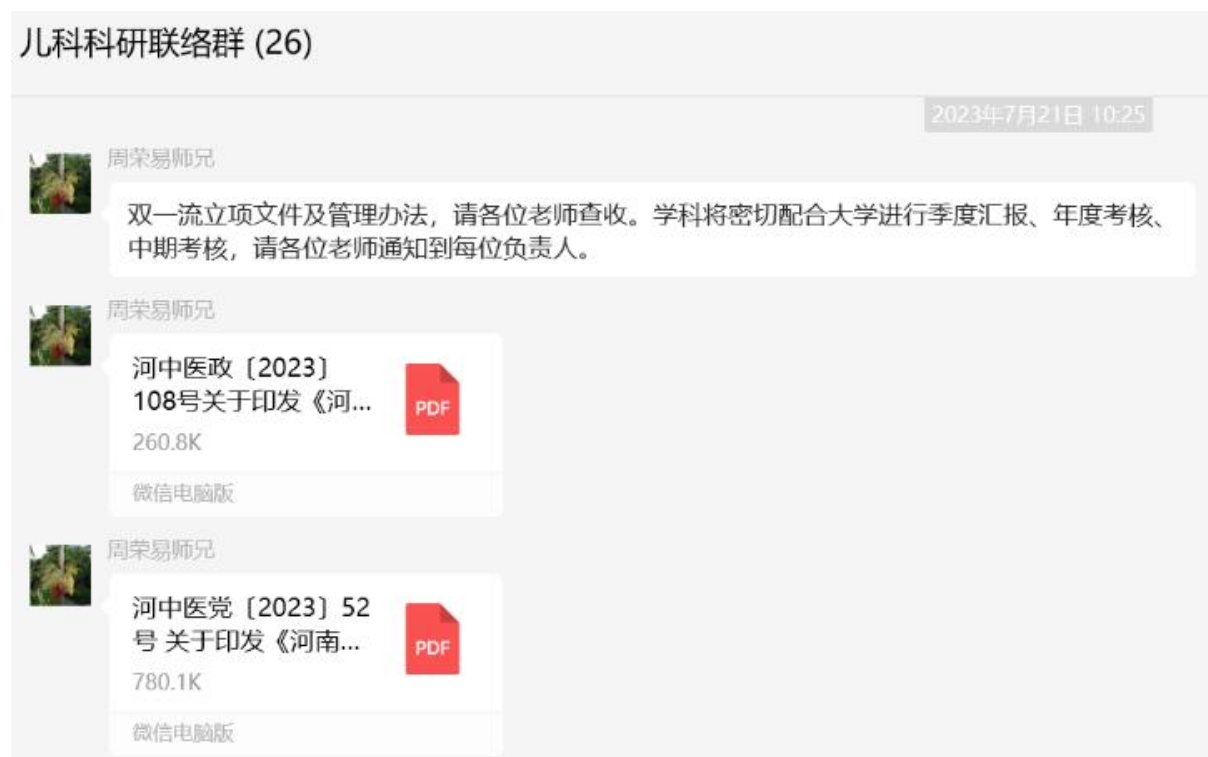 儿科科研联络群 (26)
2023年7月21日 10:25
周荣易师兄
双一流立项文件及管理办法，请各位老师查收。学科将密切配合大学进行季度汇报、年度考核、
中期考核，请各位老师通知到每位负责人。
周荣易师兄
河中医政〔2023〕
108号关于印发《河...
PDF
260.8K
微信电脑版
周荣易师兄
河中医党〔2023〕52
号 关于印发《河南...
PDF
780.1K
微信电脑版